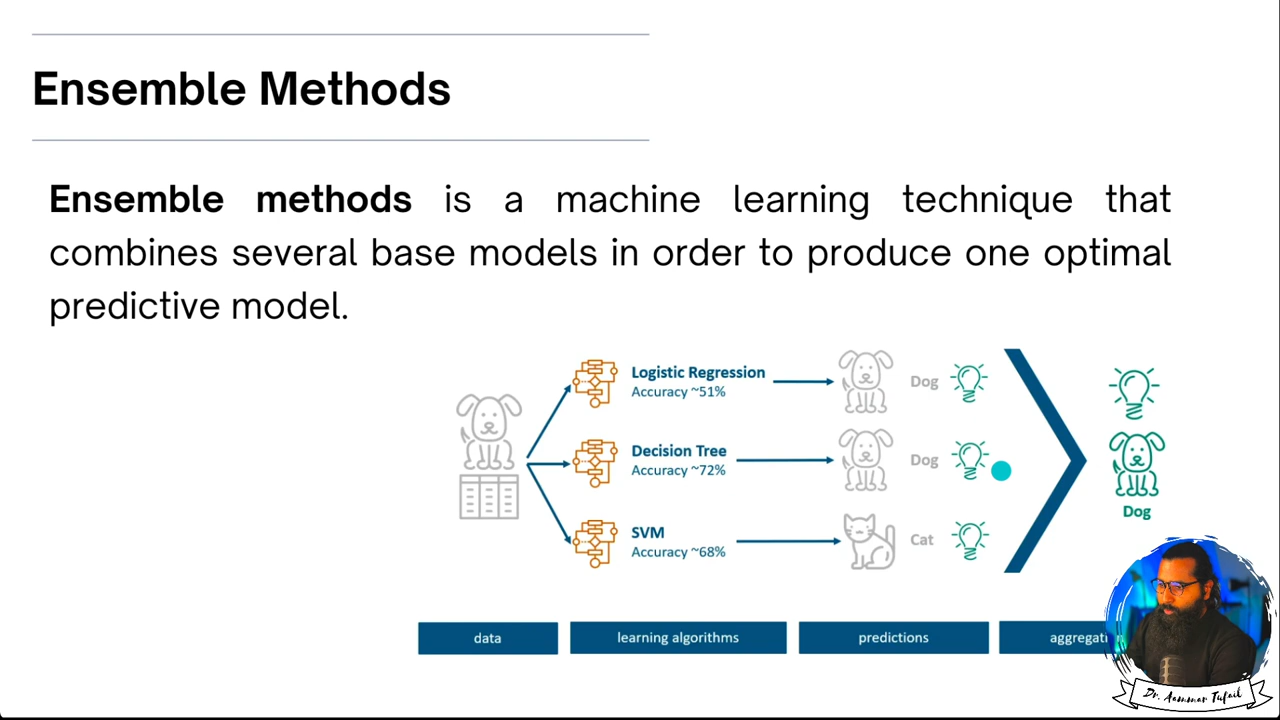 Ensemble Methods
Ensemble methods is a machine learning technique that
combines several base models in order to produce one optimal
predictive model.
Logistic Regression
Accuracy ~51%
Dog
Decision Tree
Accuracy ~72%
Dog
SVM
Accuracy ~68%
Cat
Dog
data
learning algorithms
predictions
aggregati
Dr. Aammar Tufail